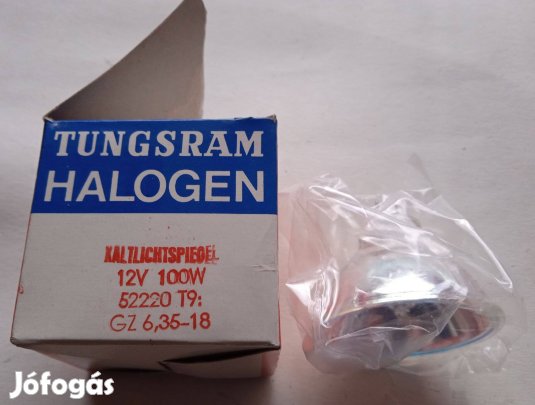 TUNGSRAM
HALOGEN
KALTLICHTSPIEGEL
12V 100W
52220 T9:
GZ 6,35-18
Jófogás